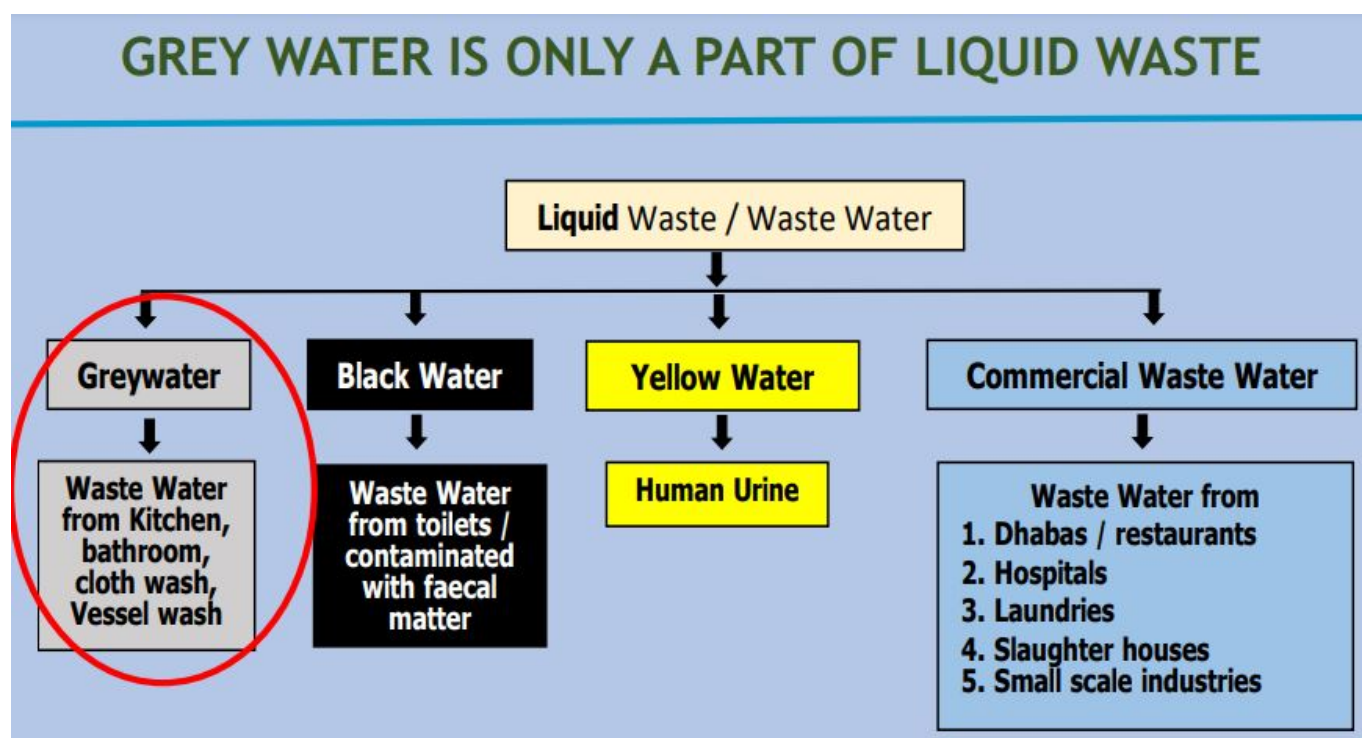 GREY WATER IS ONLY A PART OF LIQUID WASTE
Liquid Waste / Waste Water
Greywater
Black Water
Yellow Water
Commercial Waste Water
Waste Water
from Kitchen,
bathroom,
cloth wash,
Vessel wash
Waste Water
from toilets /
contaminated
with faecal
matter
Human Urine
Waste Water from
1. Dhabas / restaurants
2. Hospitals
3. Laundries
4. Slaughter houses
5. Small scale industries